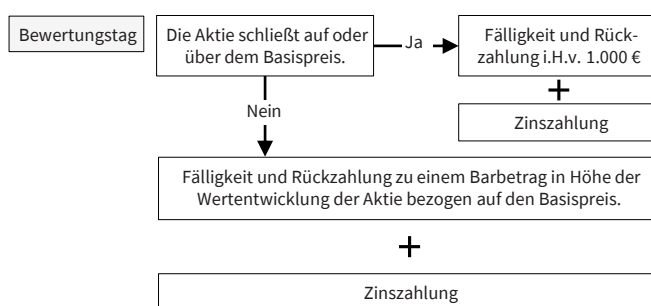 Bewertungstag
Die Aktie schließt auf oder
über dem Basispreis.
Ja
Fälligkeit und Rück-
zahlung i.H.v. 1.000 €
+
Zinszahlung
Nein
Fälligkeit und Rückzahlung zu einem Barbetrag in Höhe der
Wertentwicklung der Aktie bezogen auf den Basispreis.
+
Zinszahlung